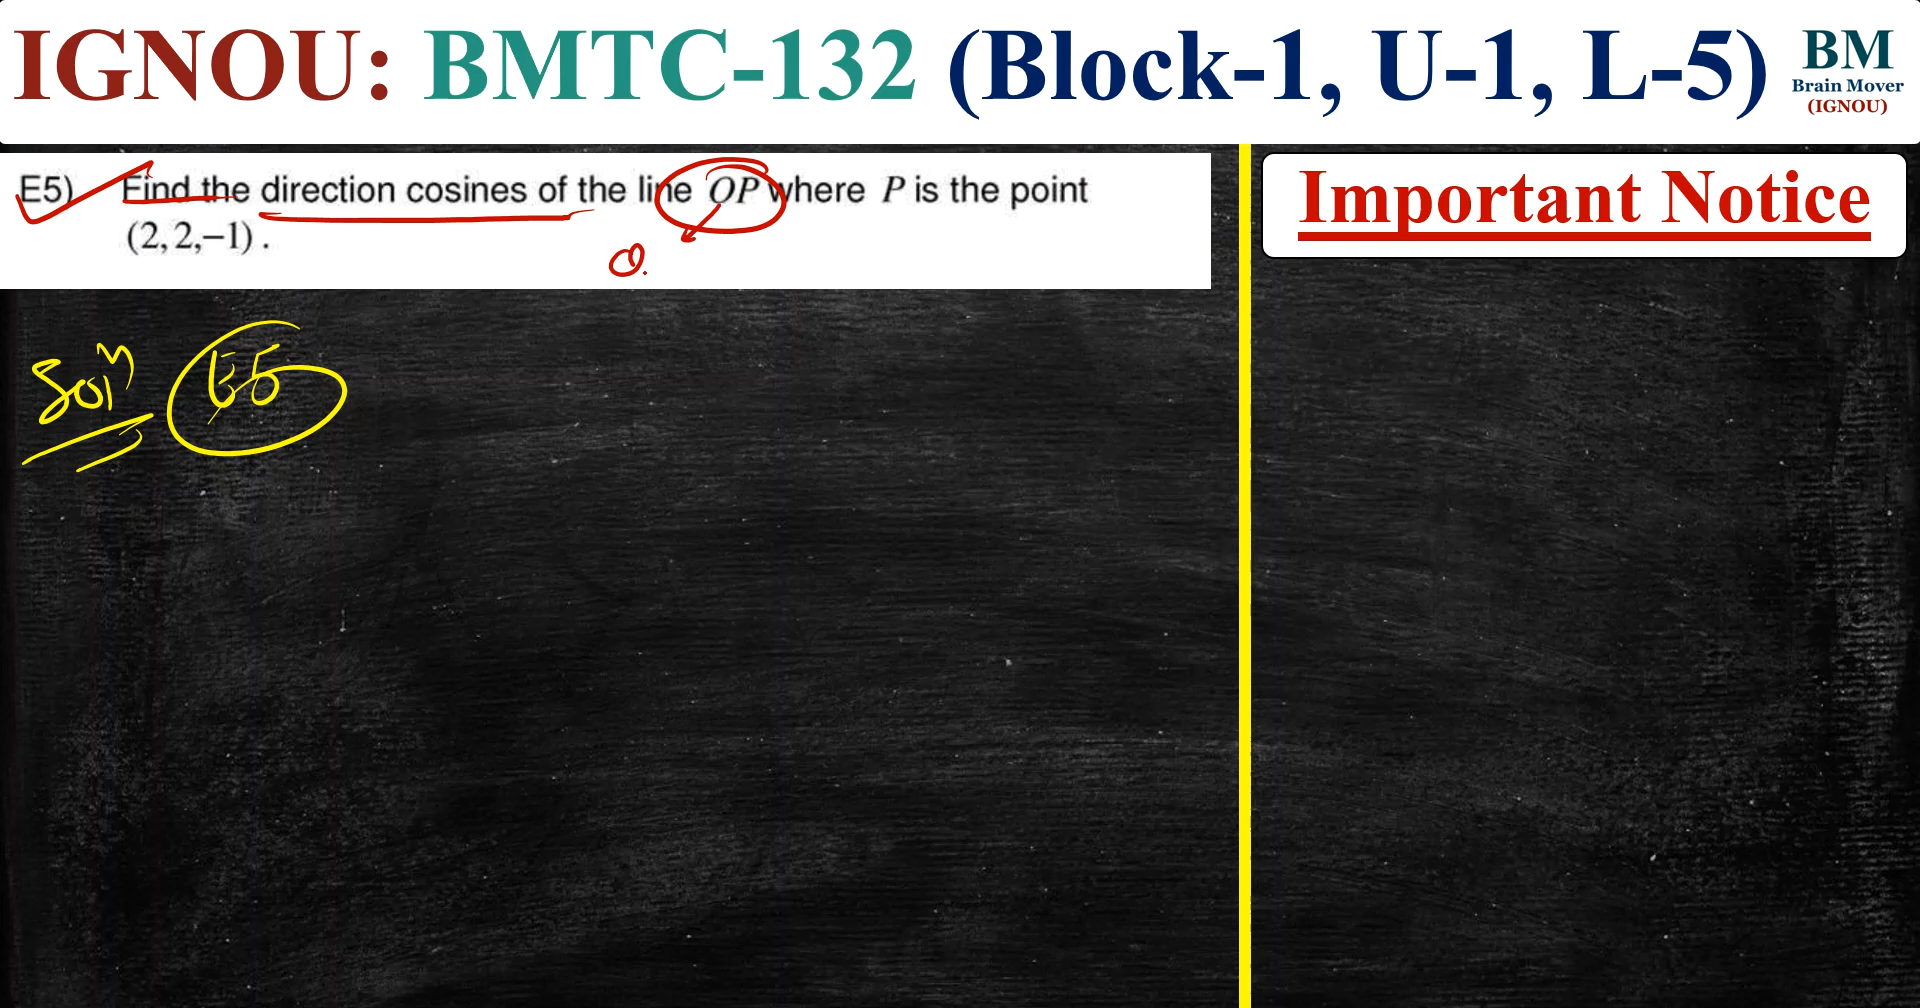 IGNOU: BMTC-132 (Block-1, U-1, L-5)
BM
Brain Mover
(IGNOU)
E5) Find the direction cosines of the line OP where P is the point
(2, 2,−1) .
O.
Important Notice
Soln E5